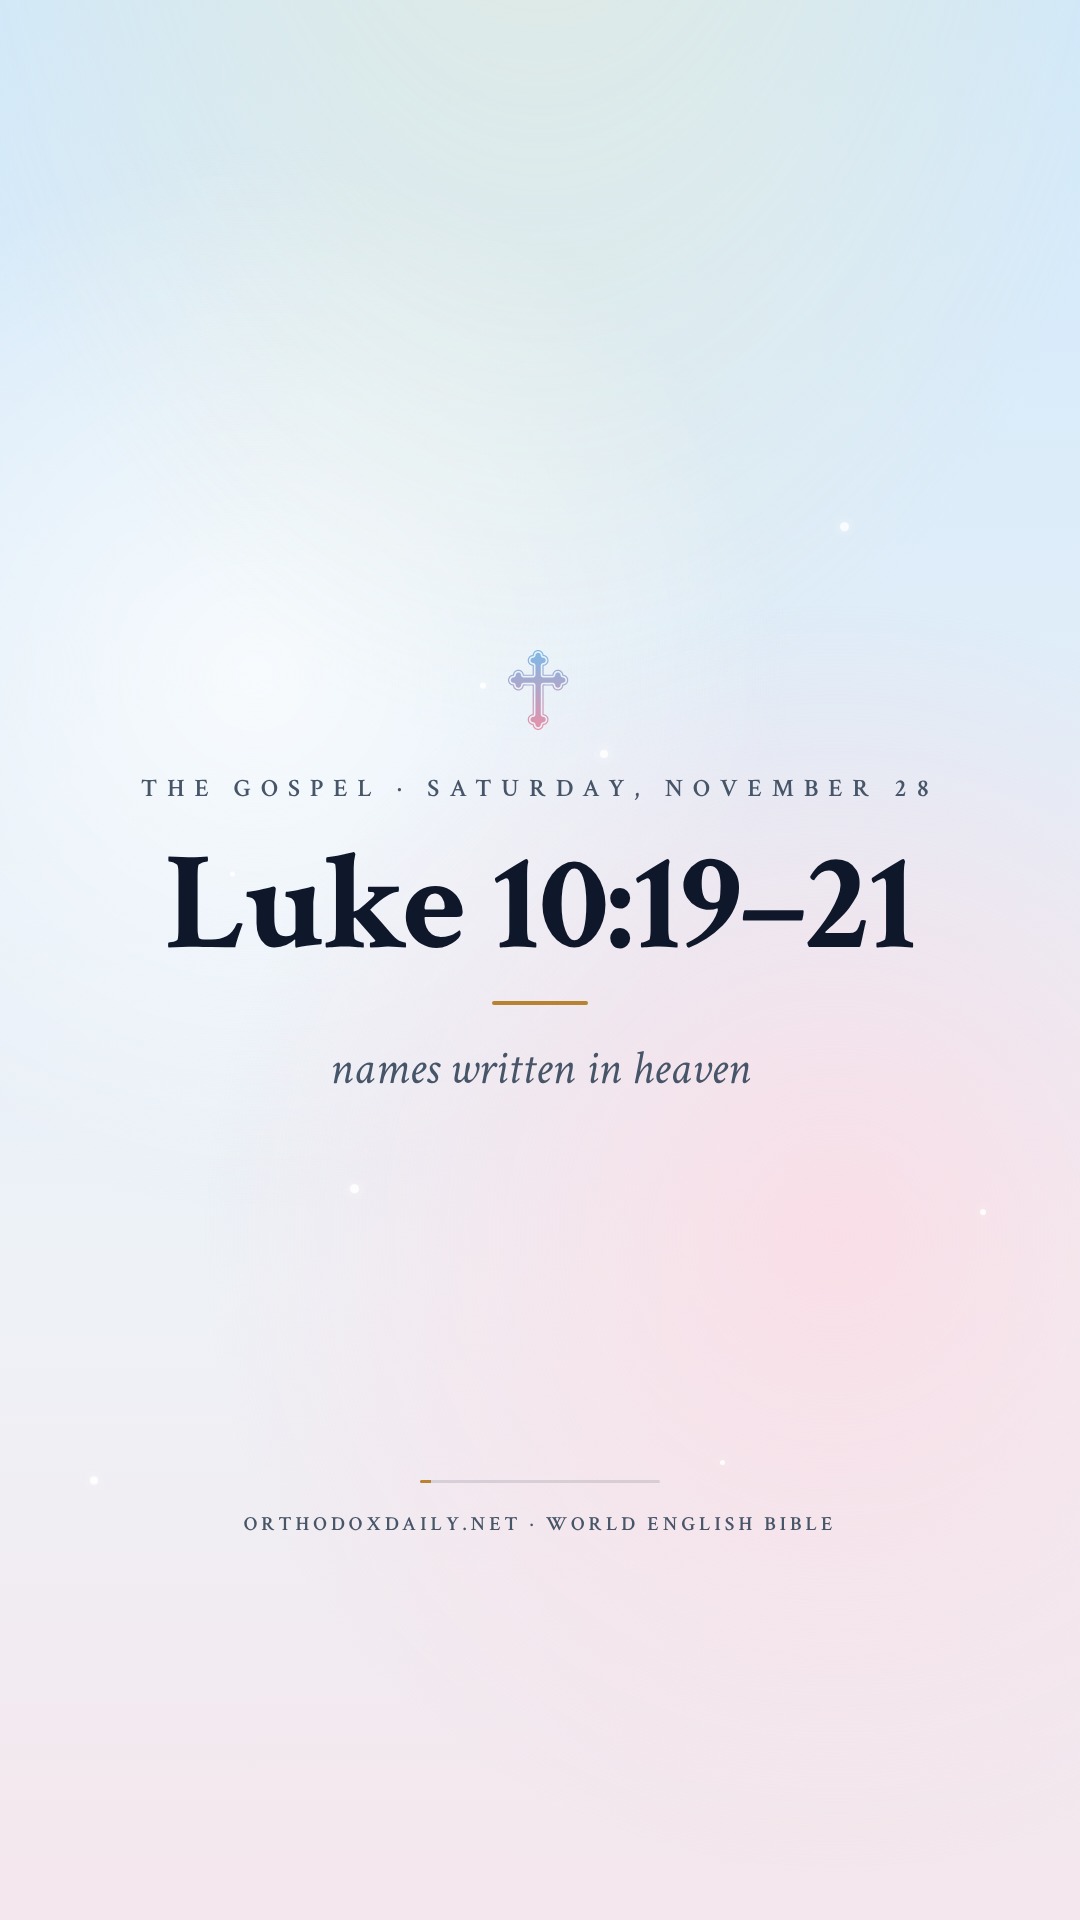 THE GOSPEL · SATURDAY, NOVEMBER 28
Luke 10:19–21
names written in heaven
ORTHODOXDAILY.NET · WORLD ENGLISH BIBLE